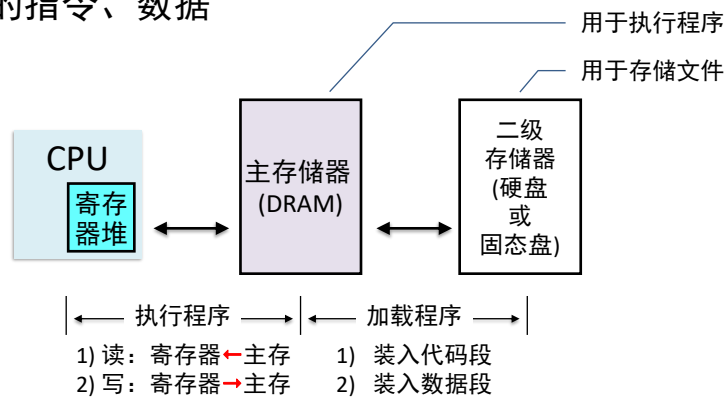 的指令、数据
用于执行程序
用于存储文件
CPU
寄存
器堆
主存储器
(DRAM)
二级
存储器
(硬盘
或
固态盘)
执行程序
加载程序
1) 读：寄存器←主存
2) 写：寄存器→主存
1) 装入代码段
2) 装入数据段